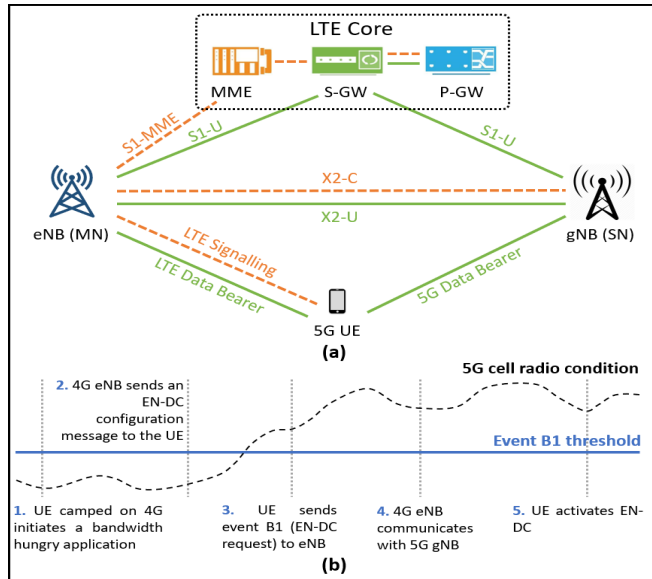 LTE Core
MME
S-GW
P-GW
S1-MME
S1-U
S1-U
X2-C
X2-U
eNB (MN)
gNB (SN)
LTE Signalling
LTE Data Bearer
5G Data Bearer
5G UE
(a)
5G cell radio condition
2. 4G eNB sends an
EN-DC
configuration
message to the UE
Event B1 threshold
1. UE camped on 4G
initiates a bandwidth
hungry application
3. UE sends
event B1 (EN-DC
request) to eNB
4. 4G eNB
communicates
with 5G gNB
5. UE activates EN-
DC
(b)